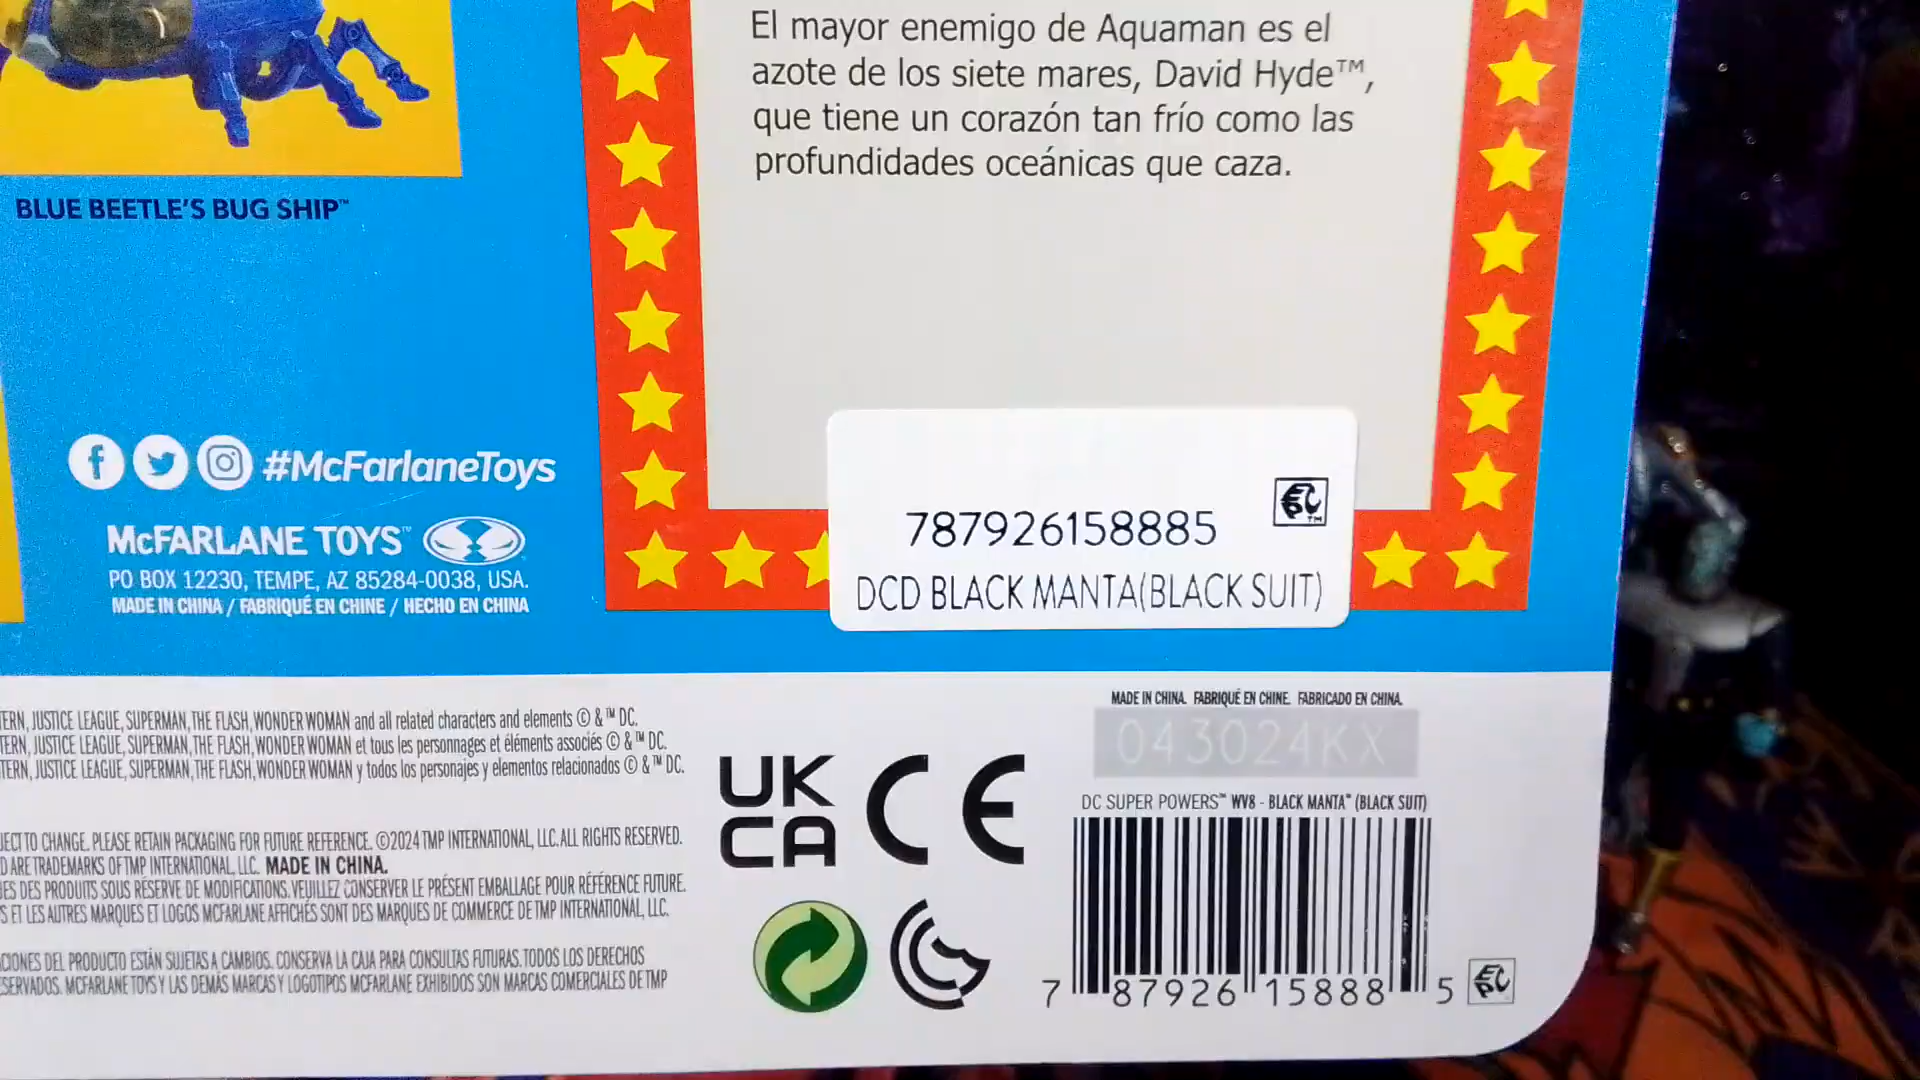 El mayor enemigo de Aquaman es el
azote de los siete mares, David Hyde™,
que tiene un corazón tan frío como las
profundidades oceánicas que caza.
BLUE BEETLE'S BUG SHIP™
#McFarlaneToys
McFARLANE TOYS™
PO BOX 12230, TEMPE, AZ 85284-0038, USA.
MADE IN CHINA / FABRIQUÉ EN CHINE / HECHO EN CHINA
787926158885
DCD BLACK MANTA(BLACK SUIT)
TERN, JUSTICE LEAGUE, SUPERMAN, THE FLASH, WONDER WOMAN and all related characters and elements © & ™ DC.
TERN, JUSTICE LEAGUE, SUPERMAN, THE FLASH, WONDER WOMAN et tous les personnages et éléments associés © & ™ DC.
TERN, JUSTICE LEAGUE, SUPERMAN, THE FLASH, WONDER WOMAN y todos los personajes y elementos relacionados © & ™ DC.
JECT TO CHANGE. PLEASE RETAIN PACKAGING FOR FUTURE REFERENCE. ©2024 TMP INTERNATIONAL, LLC. ALL RIGHTS RESERVED.
D ARE TRADEMARKS OF TMP INTERNATIONAL, LLC. MADE IN CHINA.
ES DES PRODUITS SOUS RÉSERVE DE MODIFICATIONS. VEUILLEZ CONSERVER LE PRÉSENT EMBALLAGE POUR RÉFÉRENCE FUTURE.
S ET LES AUTRES MARQUES ET LOGOS MCFARLANE AFFICHÉS SONT DES MARQUES DE COMMERCE DE TMP INTERNATIONAL, LLC.
CIONES DEL PRODUCTO ESTÁN SUJETAS A CAMBIOS. CONSERVA LA CAJA PARA CONSULTAS FUTURAS. TODOS LOS DERECHOS
SERVADOS. MCFARLANE TOYS Y LAS DEMÁS MARCAS Y LOGOTIPOS MCFARLANE EXHIBIDOS SON MARCAS COMERCIALES DE TMP
UK
CA
CE
MADE IN CHINA. FABRIQUÉ EN CHINE. FABRICADO EN CHINA.
043024KX
DC SUPER POWERS™ WV8 - BLACK MANTA™ (BLACK SUIT)
7 87926 15888 5